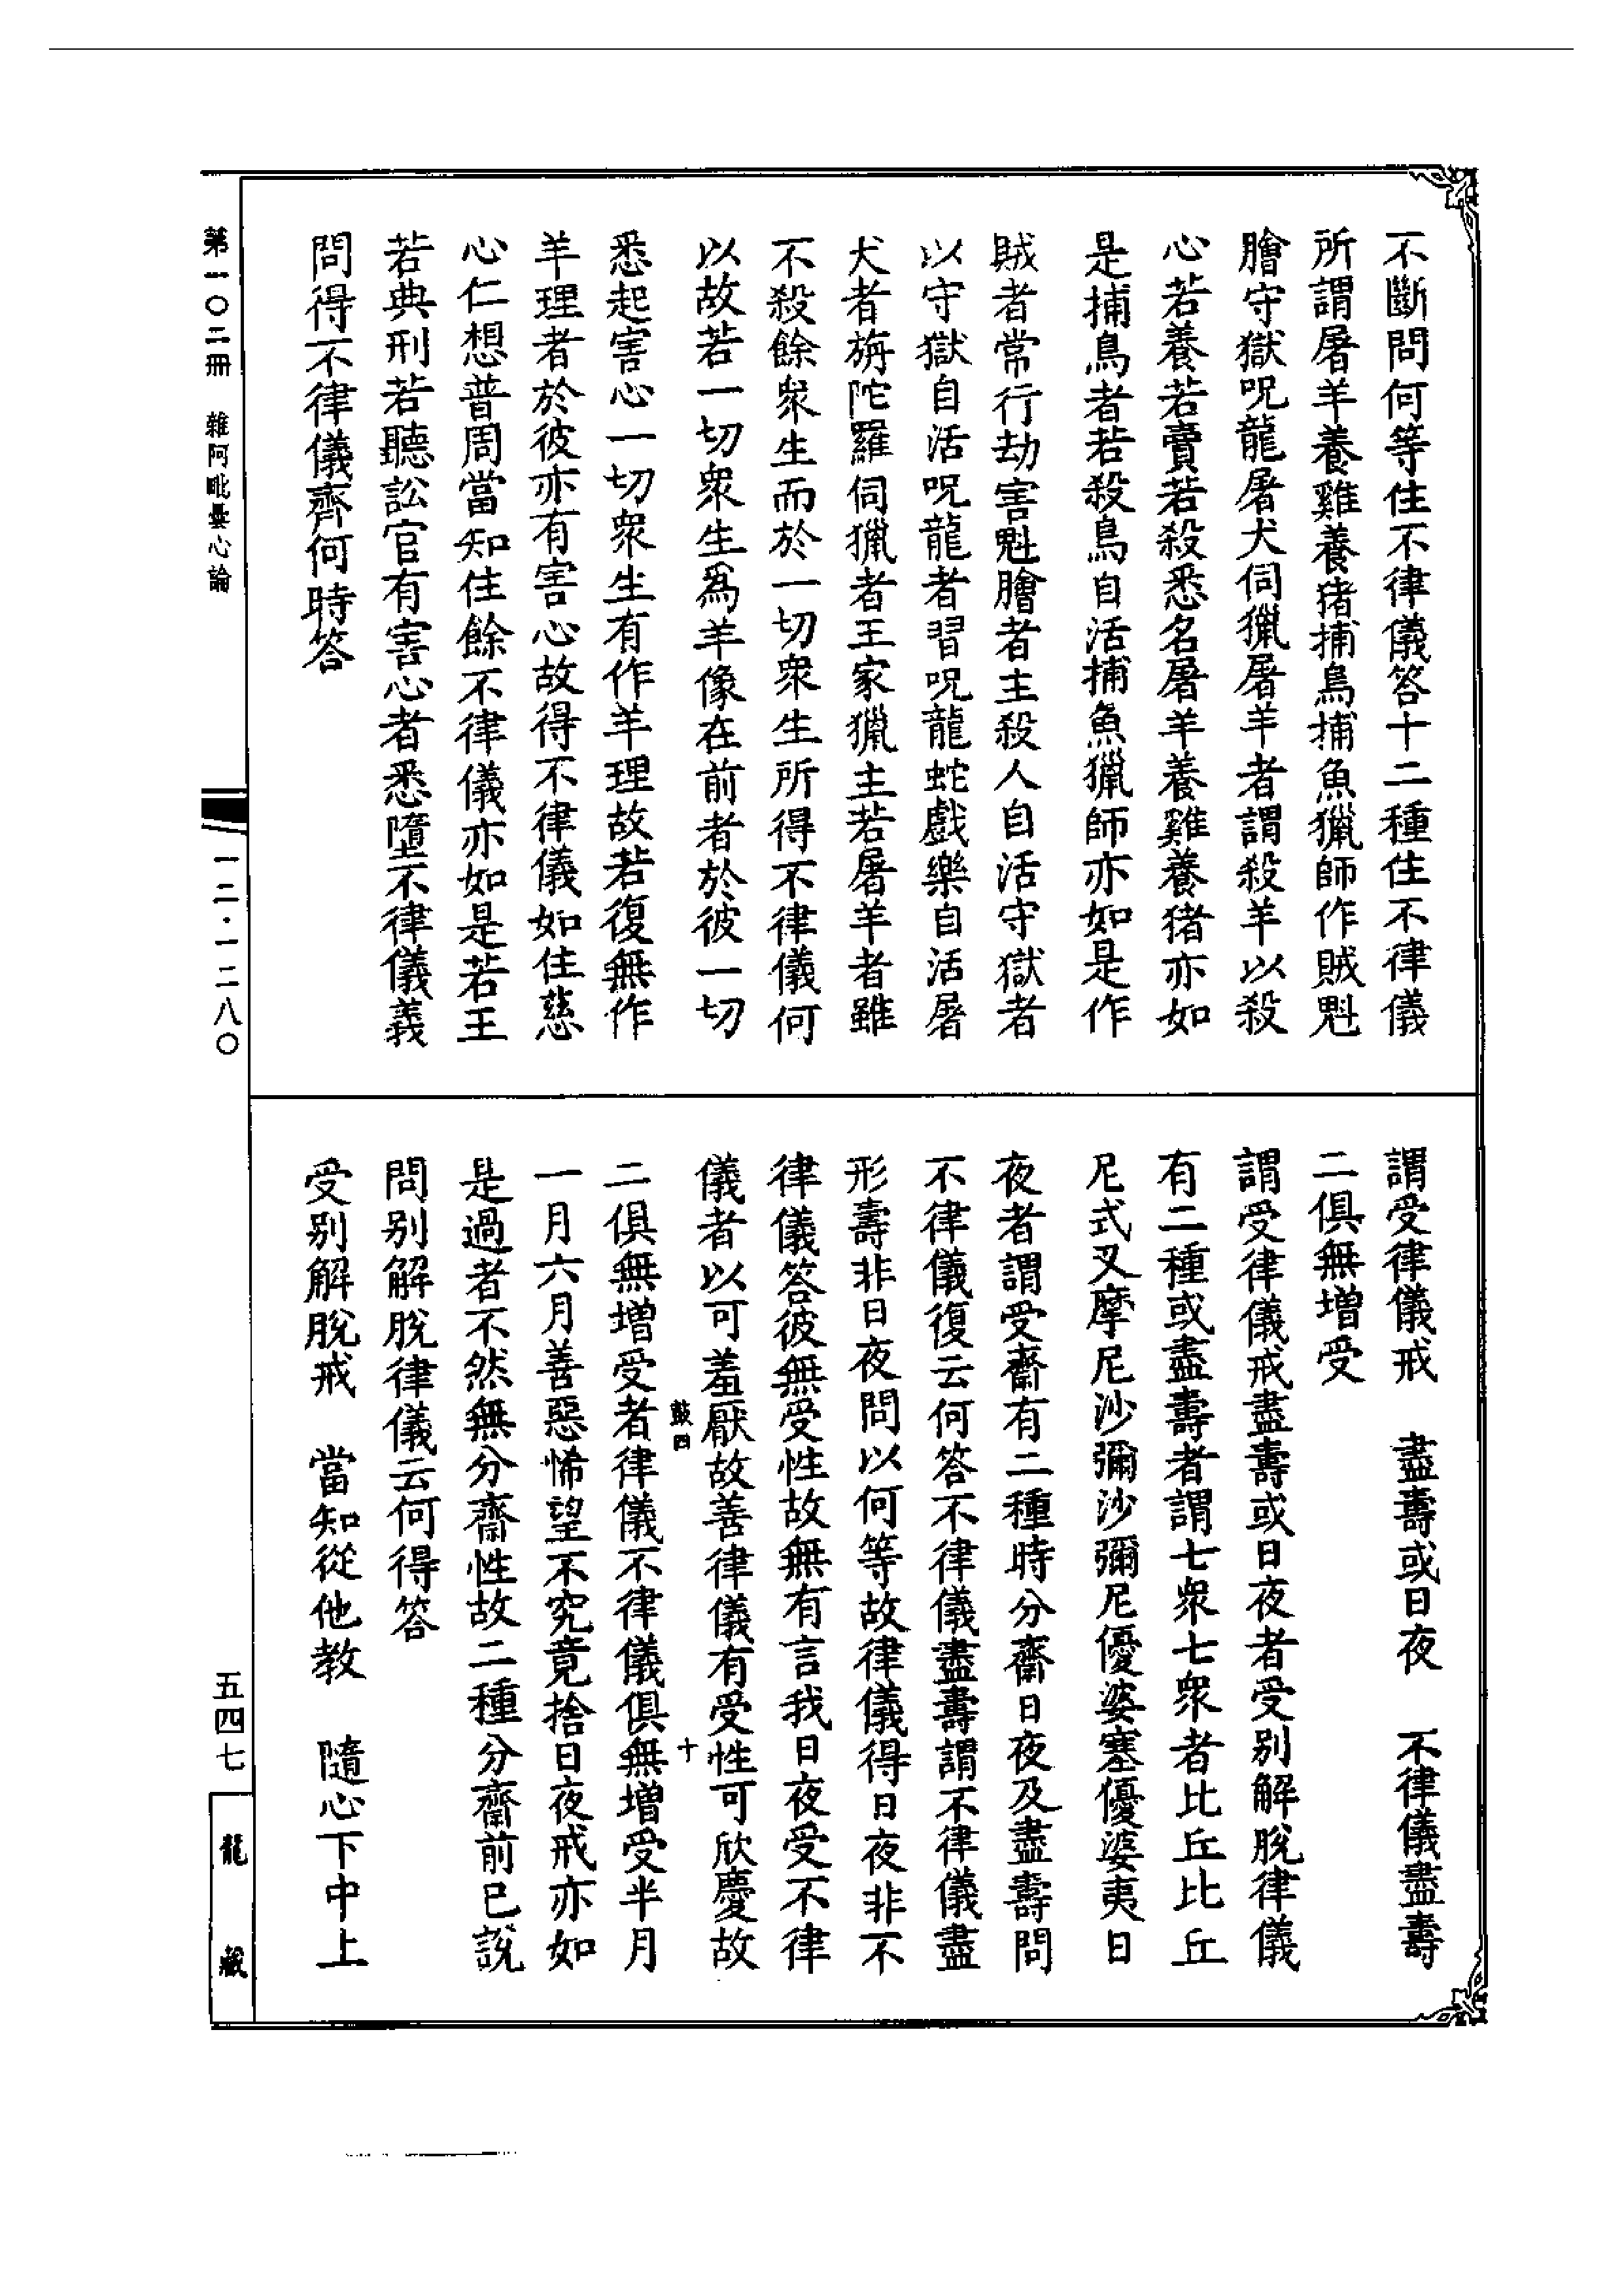 不斷問何等住不律儀答十二種住不律儀
所謂屠羊養雞養猪捕鳥捕魚獵師作賊魁
膾守獄呪龍屠犬伺獵屠羊者謂殺羊以殺
心若養若賣若殺悉名屠羊養雞養猪亦如
是捕鳥者若殺鳥自活捕魚獵師亦如是作
賊者常行劫害魁膾者主殺人自活守獄者
以守獄自活呪龍者習呪龍蛇戲樂自活屠
犬者旃陀羅伺獵者王家獵主若屠羊者雖
不殺餘衆生而於一切衆生所得不律儀何
以故若一切衆生爲羊像在前者於彼一切
悉起害心一切衆生有作羊理故若復無作
羊理者於彼亦有害心故得不律儀如住慈
心仁想普周當知住餘不律儀亦如是若王
若典刑若聽訟官有害心者悉墮不律儀義
問得不律儀齊何時答
謂受律儀戒　盡壽或日夜　不律儀盡壽
二俱無增受
謂受律儀戒盡壽或日夜者受別解脫律儀
有二種或盡壽者謂七衆七衆者比丘比丘
尼式叉摩尼沙彌沙彌尼優婆塞優婆夷日
夜者謂受齋有二種時分齋日夜及盡壽問
不律儀復云何答不律儀盡壽謂不律儀盡
形壽非日夜問以何等故律儀得日夜非不
律儀答彼無受性故無有言我日夜受不律
儀者以可羞厭故善律儀有受性可欣慶故
鼓四
十
二俱無增受者律儀不律儀俱無增受半月
一月六月善惡悕望不究竟捨日夜戒亦如
是過者不然無分齋性故二種分齋前已說
問別解脫律儀云何得答
受別解脫戒　當知從他教　隨心下中上
第一〇二冊　雜阿毗曇心論
一二·一二八〇
五四七
龍藏